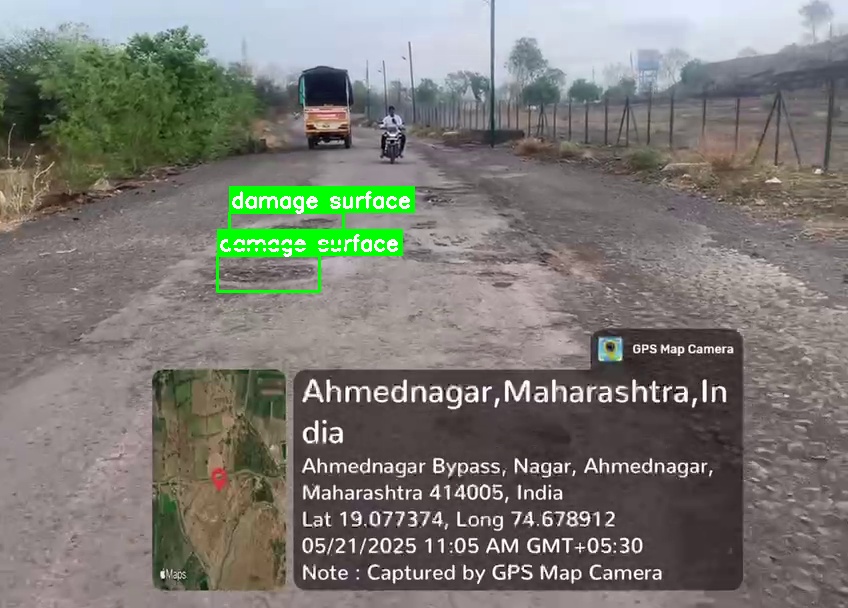 damage surface
damage surface
GPS Map Camera
Ahmednagar,Maharashtra,In
dia
Ahmednagar Bypass, Nagar, Ahmednagar,
Maharashtra 414005, India
Lat 19.077374, Long 74.678912
05/21/2025 11:05 AM GMT+05:30
Note : Captured by GPS Map Camera
Maps